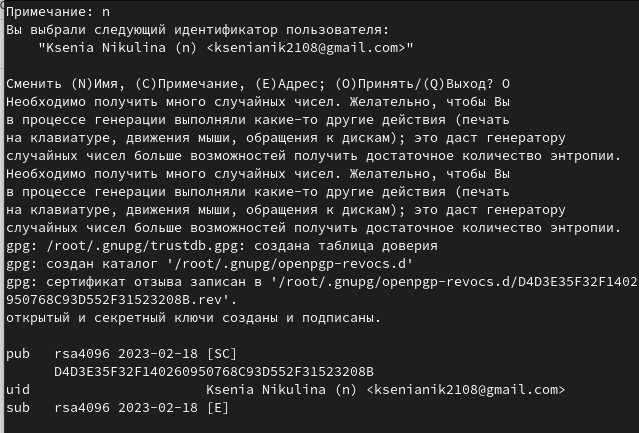 Примечание: n
Вы выбрали следующий идентификатор пользователя:
"Ksenia Nikulina (n) <ksenianik2108@gmail.com>"
Сменить (N)Имя, (C)Примечание, (E)Адрес; (O)Принять/(Q)Выход? O
Необходимо получить много случайных чисел. Желательно, чтобы Вы
в процессе генерации выполняли какие-то другие действия (печать
на клавиатуре, движения мыши, обращения к дискам); это даст генератору
случайных чисел больше возможностей получить достаточное количество энтропии.
Необходимо получить много случайных чисел. Желательно, чтобы Вы
в процессе генерации выполняли какие-то другие действия (печать
на клавиатуре, движения мыши, обращения к дискам); это даст генератору
случайных чисел больше возможностей получить достаточное количество энтропии.
gpg: /root/.gnupg/trustdb.gpg: создана таблица доверия
gpg: создан каталог '/root/.gnupg/openpgp-revocs.d'
gpg: сертификат отзыва записан в '/root/.gnupg/openpgp-revocs.d/D4D3E35F32F1402
60950768C93D552F31523208B.rev'.
открытый и секретный ключи созданы и подписаны.
pub   rsa4096 2023-02-18 [SC]
D4D3E35F32F140260950768C93D552F31523208B
uid                      Ksenia Nikulina (n) <ksenianik2108@gmail.com>
sub   rsa4096 2023-02-18 [E]